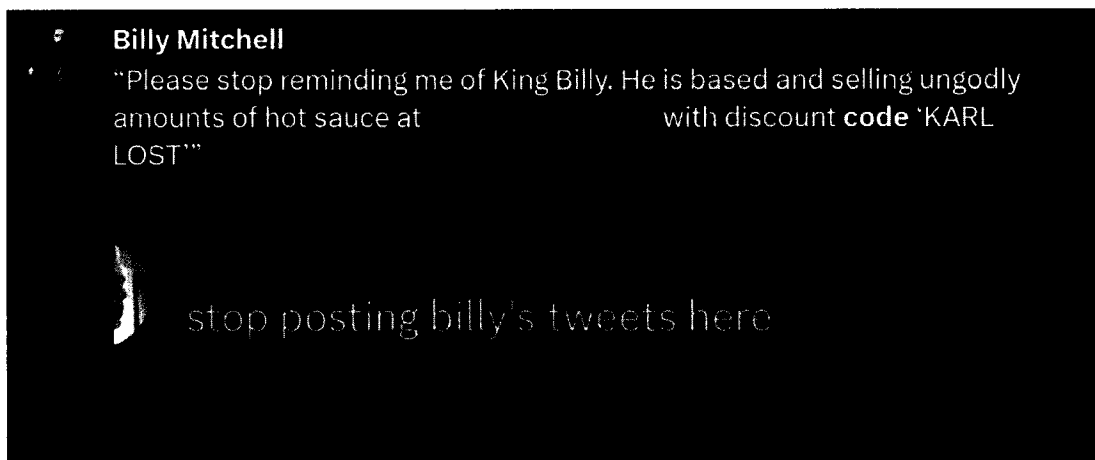 Billy Mitchell
“Please stop reminding me of King Billy. He is based and selling ungodly
amounts of hot sauce at with discount code ‘KARL
LOST’”
stop posting billy's tweets here